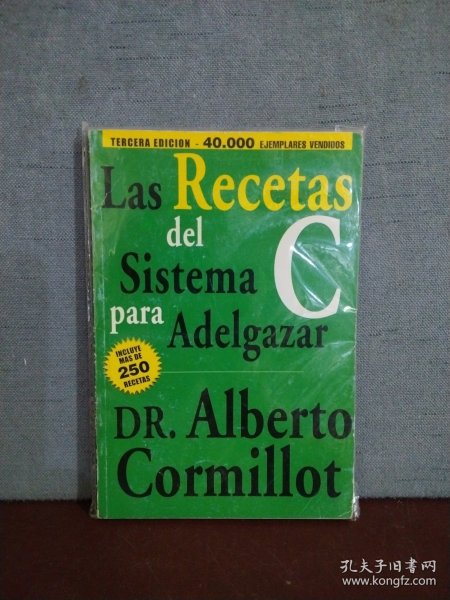 TERCERA EDICION - 40.000 EJEMPLARES VENDIDOS
Las Recetas
del
Sistema C
para Adelgazar
INCLUYE
MAS DE
250
RECETAS
DR. Alberto
Cormillot
孔夫子旧书网
www.kongfz.com